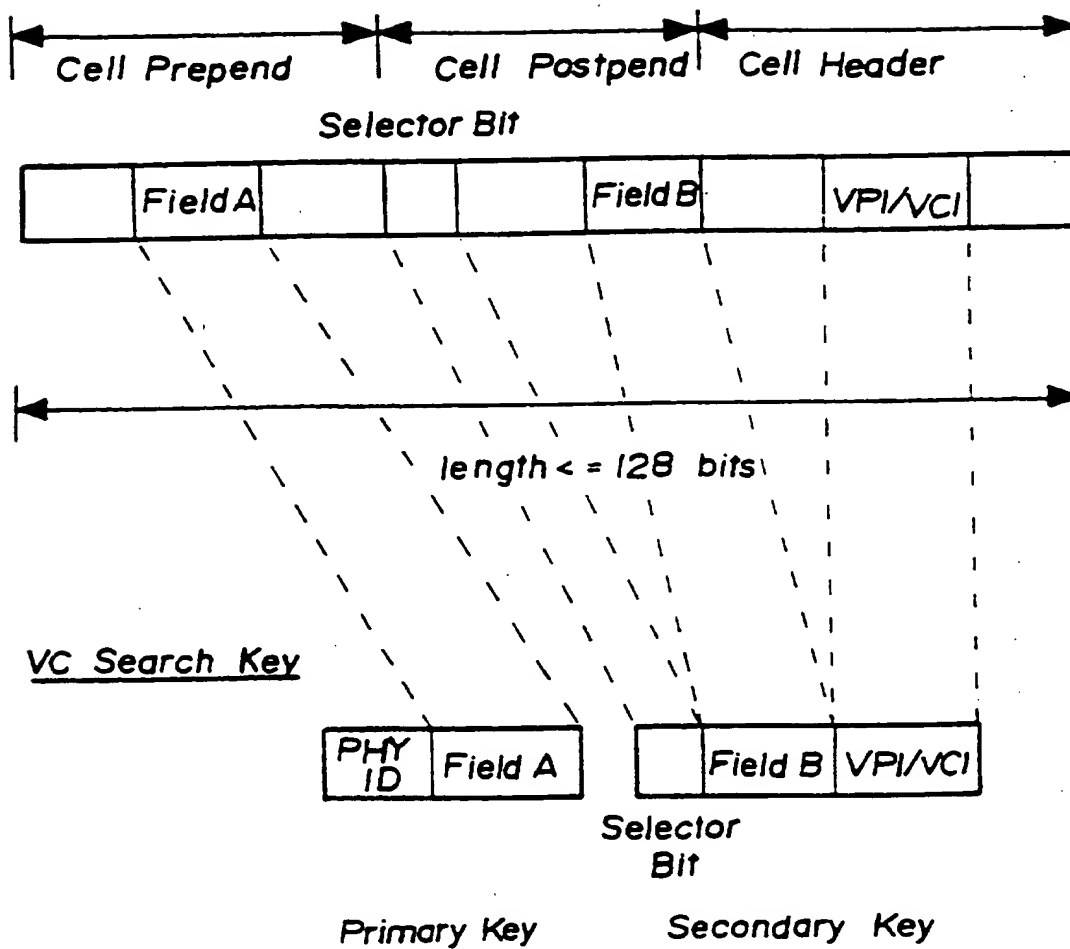 Cell Prepend Cell Postpend Cell Header
Selector Bit
Field A Field B VPI/VCI
length < = 128 bits
VC Search Key
PHY ID Field A Field B VPI/VCI
Selector Bit
Primary Key Secondary Key